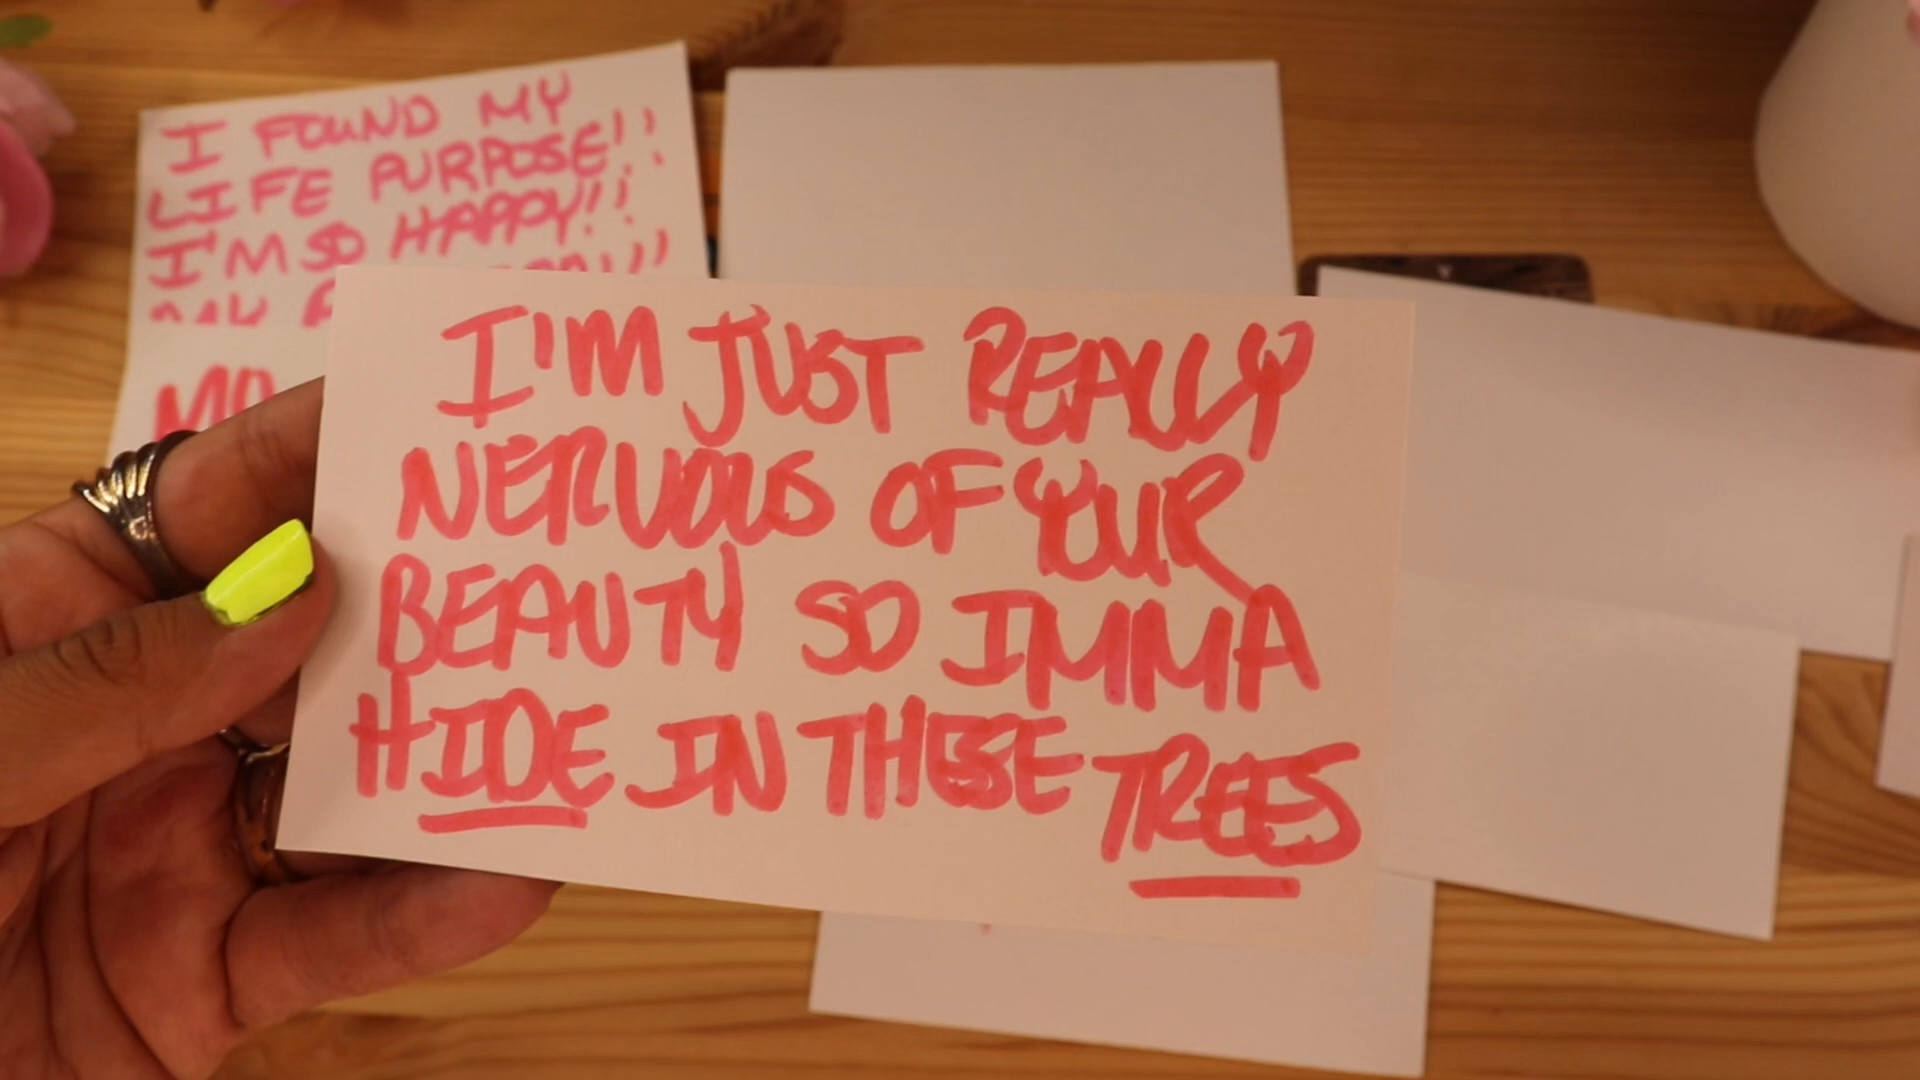 I FOUND MY
LIFE PURPOSE!!
I'M SO HAPPY!!
I'M JUST REALLY
NERVOUS OF YOUR
BEAUTY SO IMMA
HIDE IN THESE TREES